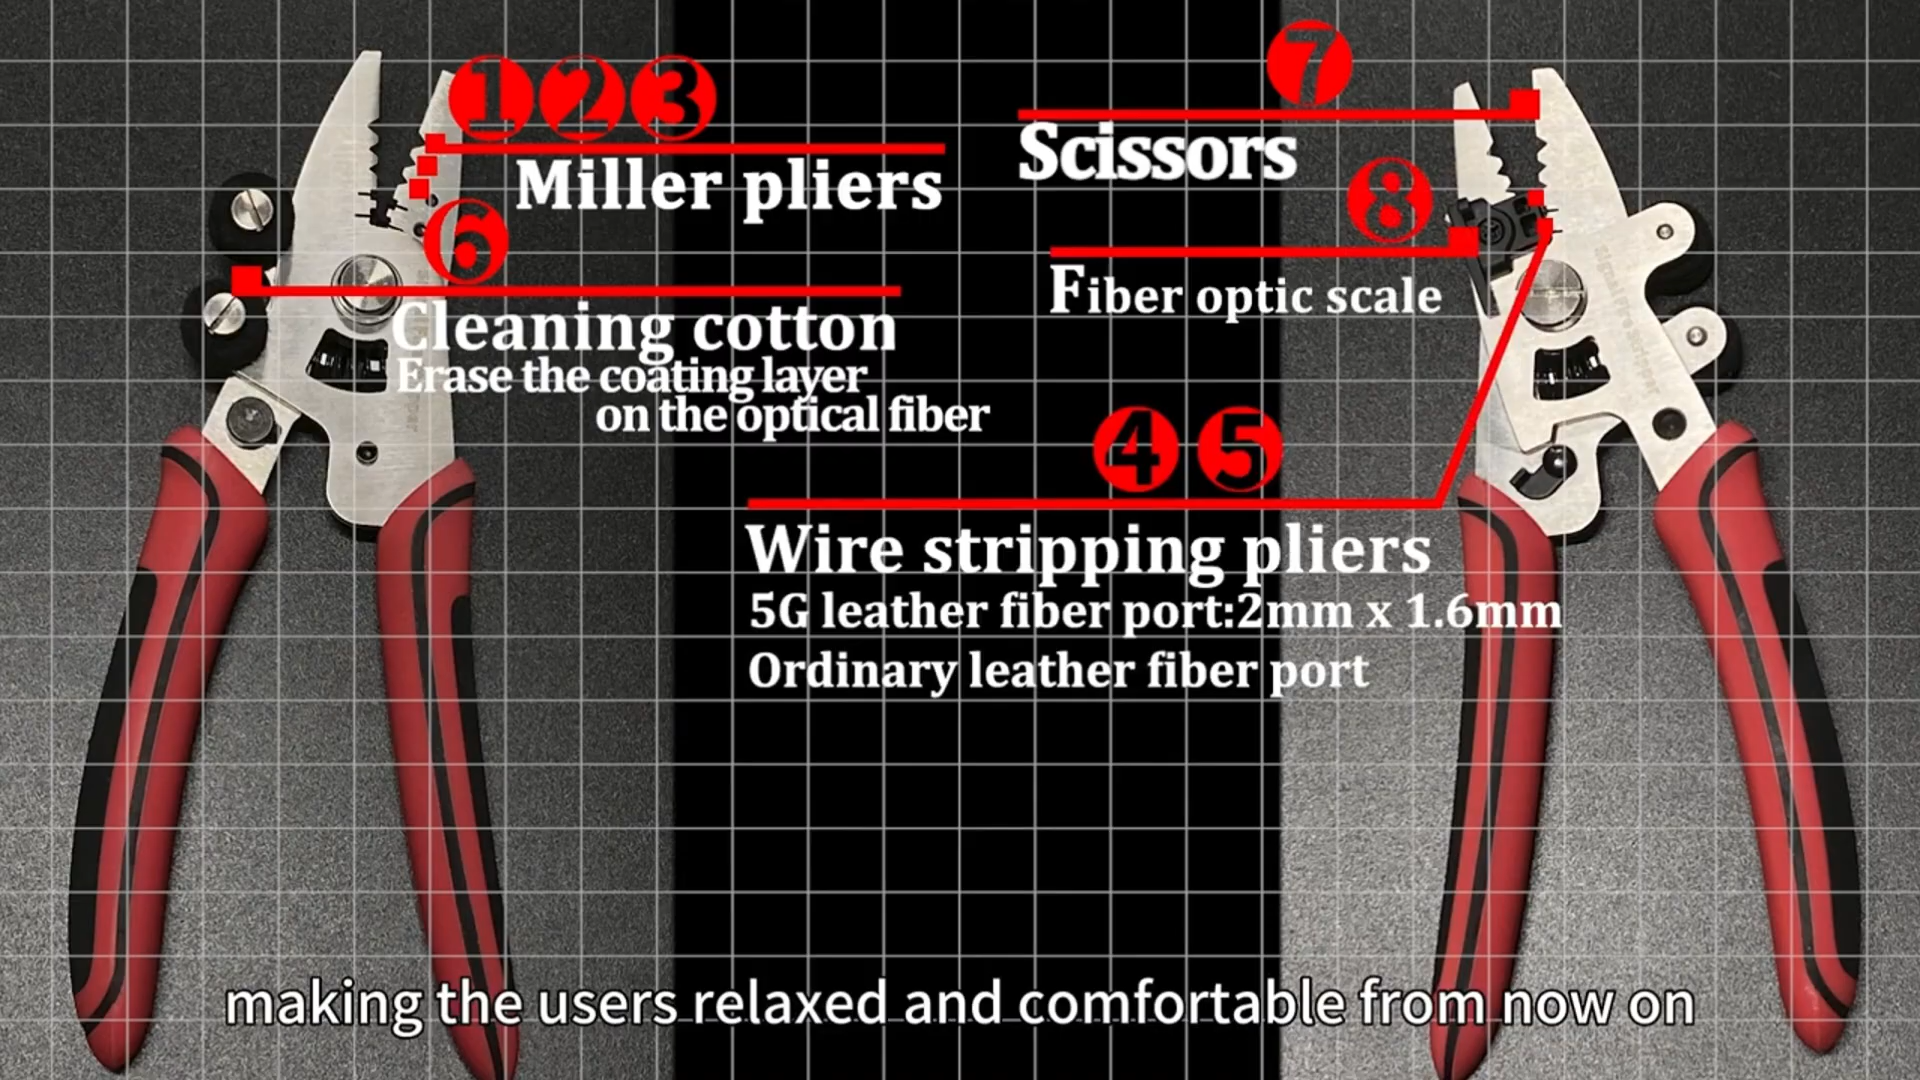 1 2 3
Miller pliers
6
Cleaning cotton
Erase the coating layer
on the optical fiber
7
Scissors
8
Fiber optic scale
4 5
Wire stripping pliers
5G leather fiber port:2mm x 1.6mm
Ordinary leather fiber port
making the users relaxed and comfortable from now on